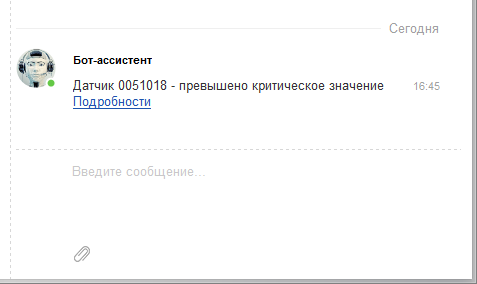 Сегодня
Бот-ассистент
Датчик 0051018 - превышено критическое значение 16:45
Подробности
Введите сообщение...